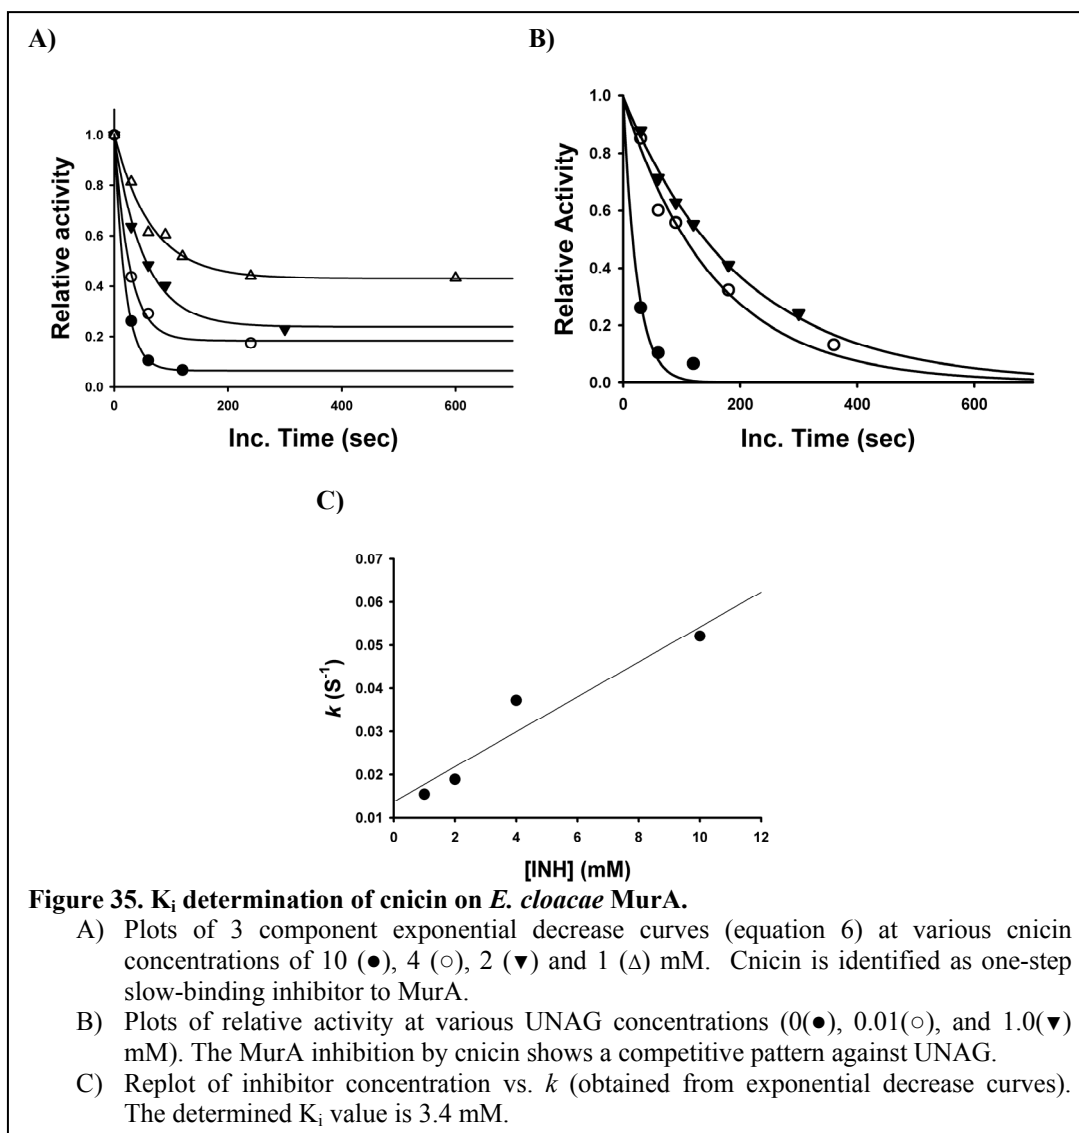 A)
B)
1.0
0.8
0.6
0.4
0.2
0.0
Relative activity
0
200
400
600
Inc. Time (sec)
1.0
0.8
0.6
0.4
0.2
0.0
Relative Activity
0
200
400
600
Inc. Time (sec)
C)
0.07
0.06
0.05
0.04
0.03
0.02
0.01
k (S⁻¹)
0
2
4
6
8
10
12
[INH] (mM)
Figure 35. Kᵢ determination of cnicin on E. cloacae MurA.
A) Plots of 3 component exponential decrease curves (equation 6) at various cnicin
concentrations of 10 (●), 4 (○), 2 (▼) and 1 (Δ) mM. Cnicin is identified as one-step
slow-binding inhibitor to MurA.
B) Plots of relative activity at various UNAG concentrations (0(●), 0.01(○), and 1.0(▼)
mM). The MurA inhibition by cnicin shows a competitive pattern against UNAG.
C) Replot of inhibitor concentration vs. k (obtained from exponential decrease curves).
The determined Kᵢ value is 3.4 mM.